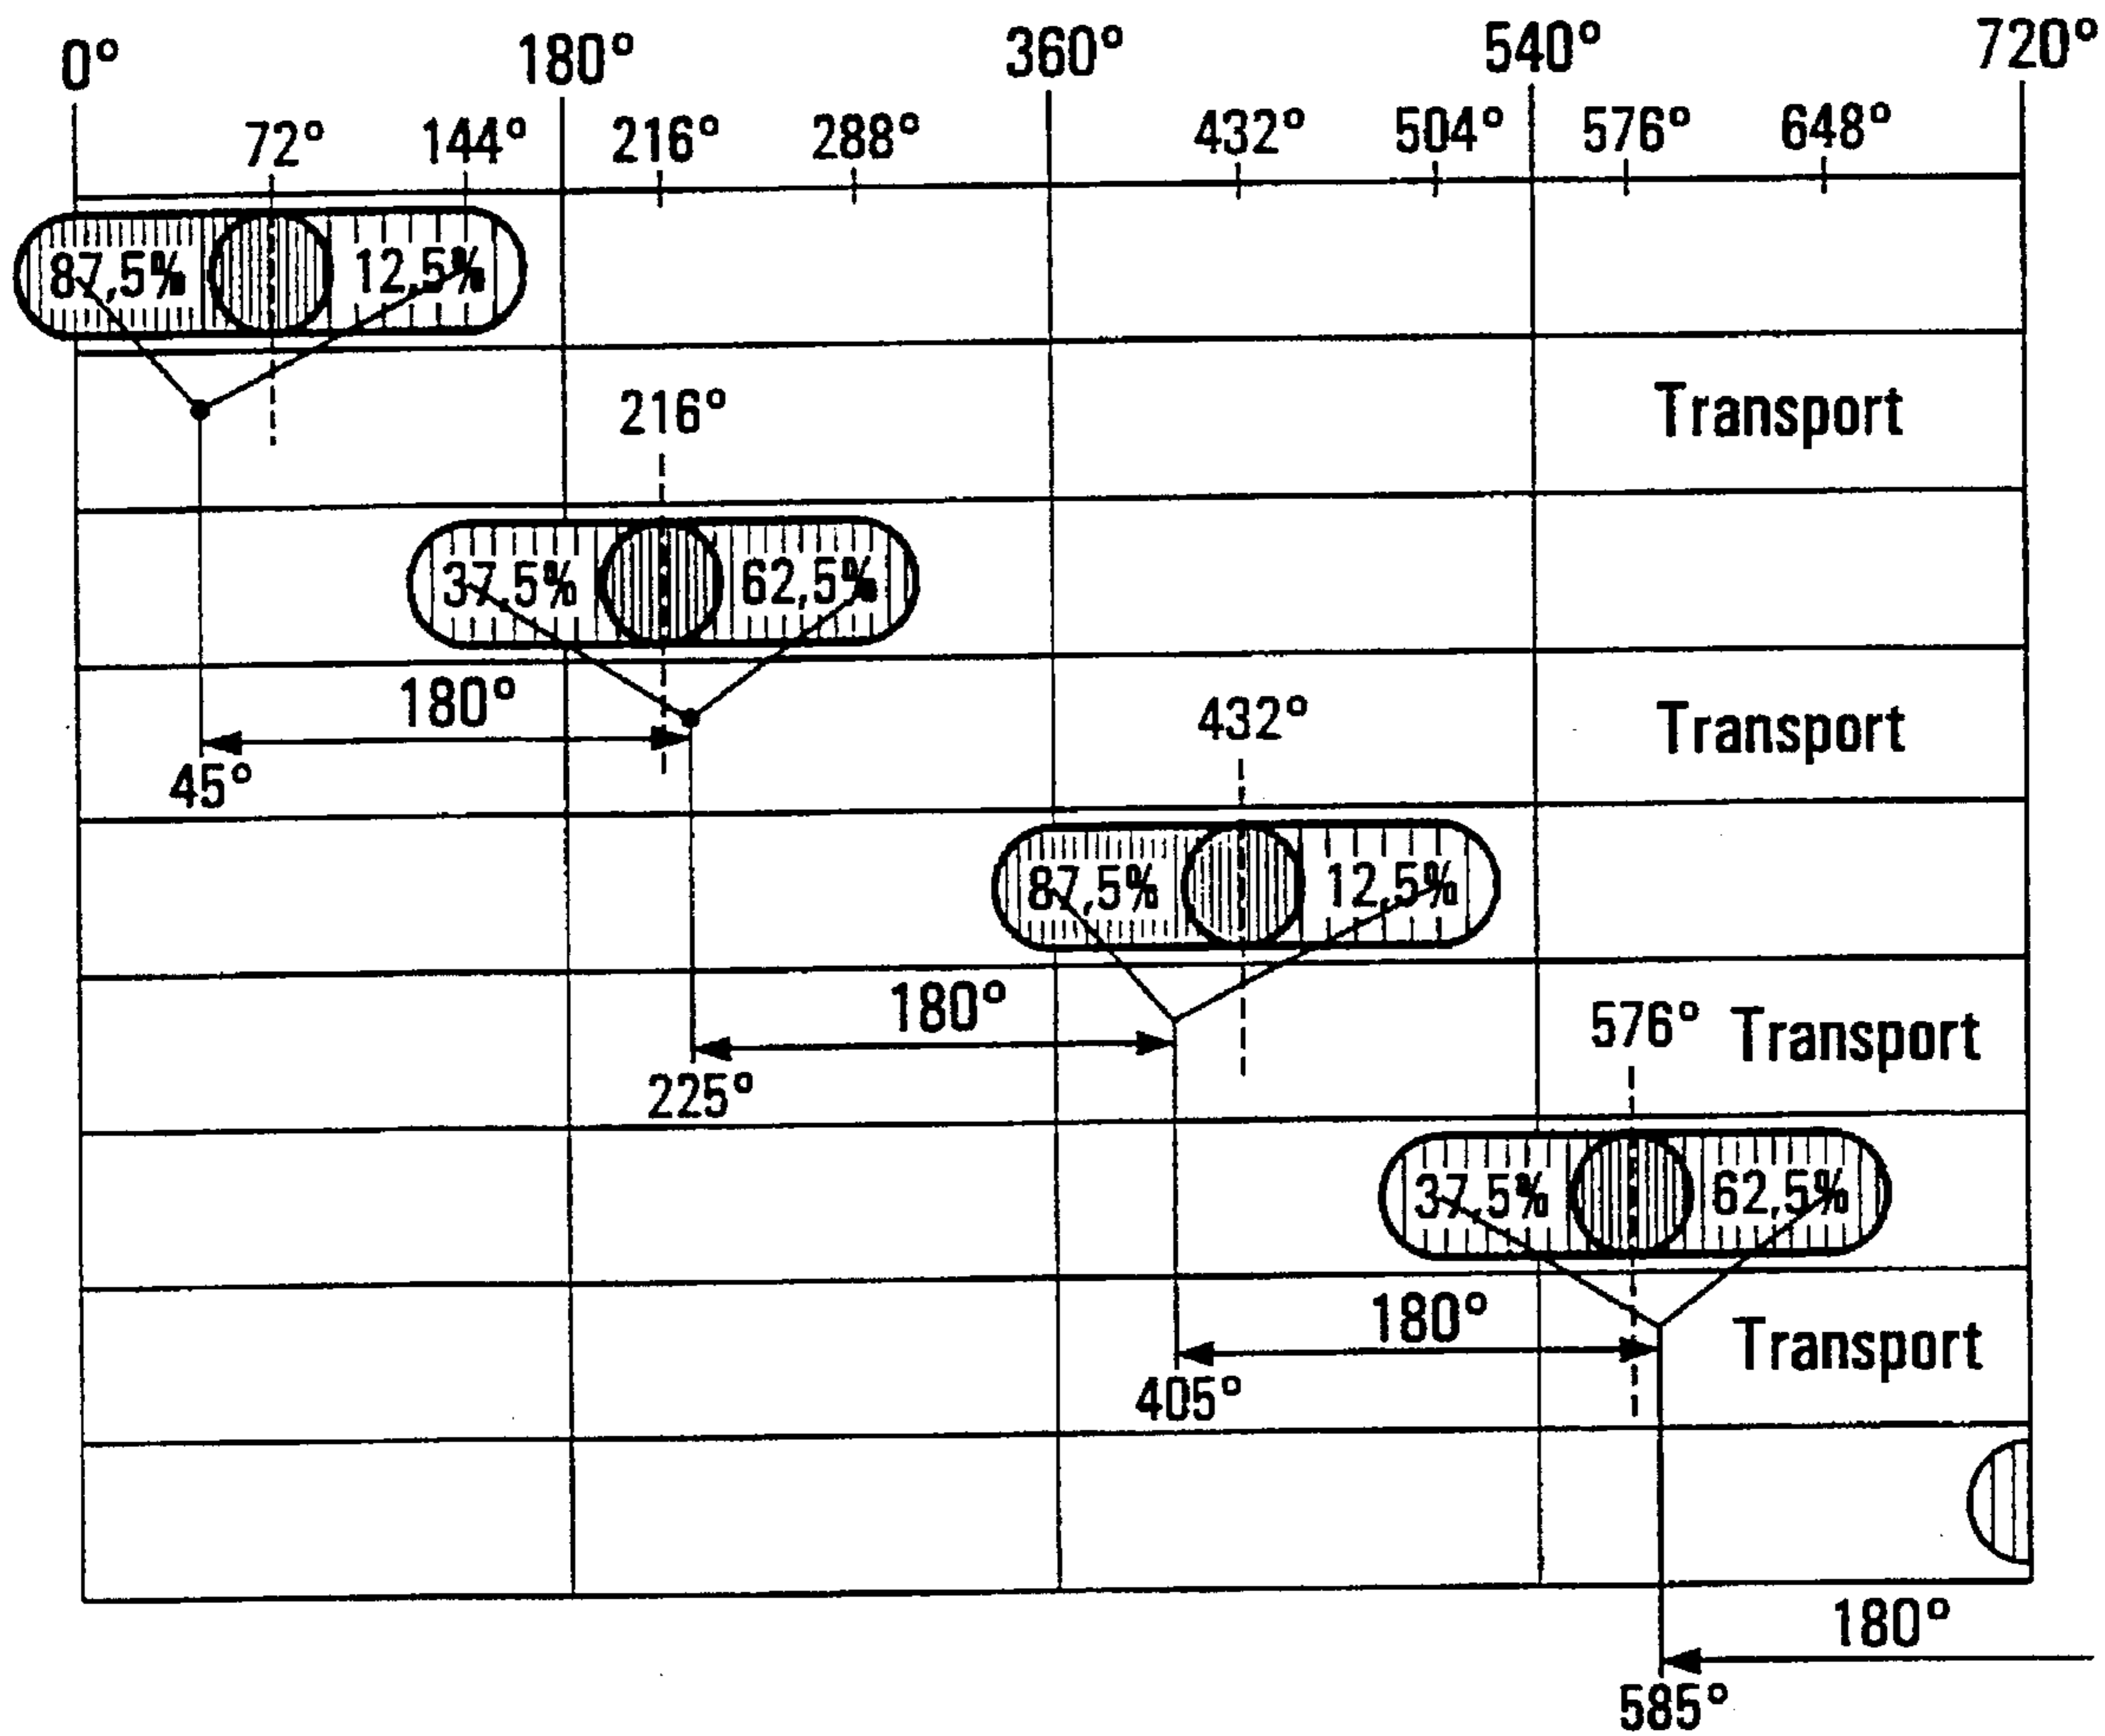 0° 180° 360° 540° 720°
72° 144° 216° 288° 432° 504° 576° 648°
87,5% 12,5%
216° Transport
37,5% 62,5%
180° 432° Transport
45°
87,5% 12,5%
180° 576° Transport
225°
37,5% 62,5%
180° Transport
405°
180°
585°